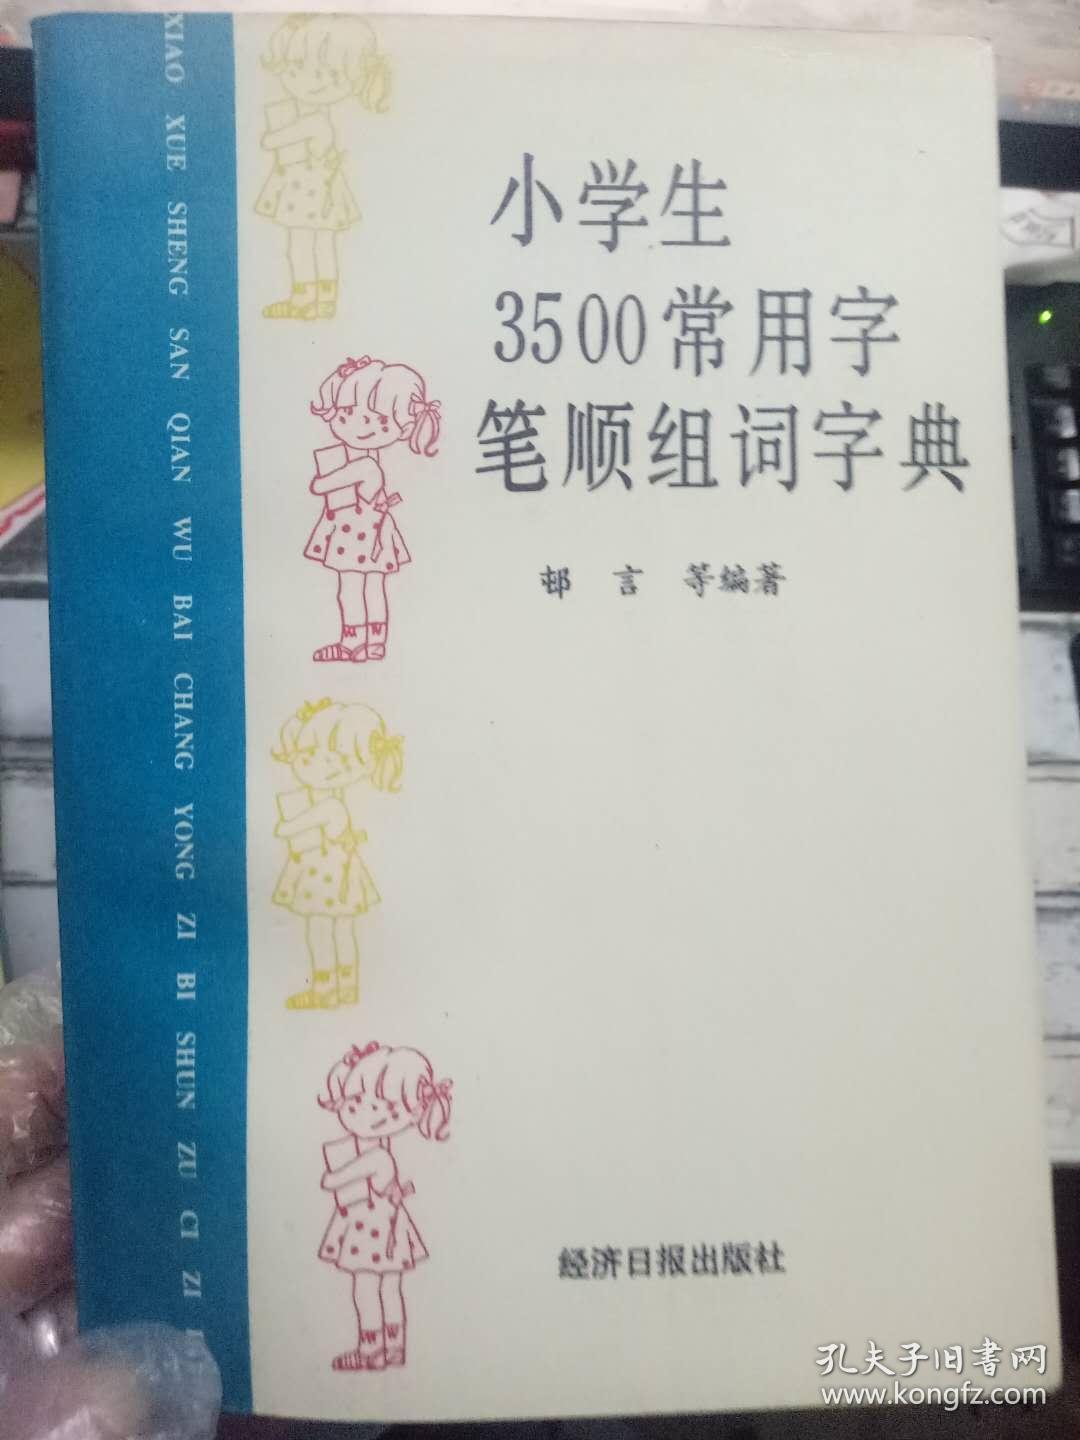 XIAO XUE SHENG SAN QIAN WU BAI CHANG YONG ZI BI SHUN ZU CI ZI
小学生
3500常用字
笔顺组词字典
邨 言 等编著
经济日报出版社
孔夫子旧書网
www.kongfz.com